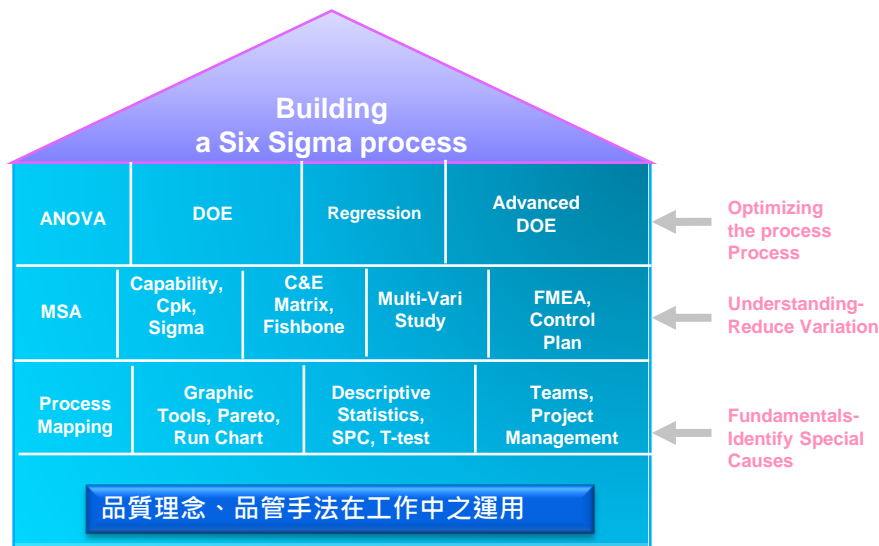 Building
a Six Sigma process
ANOVA
DOE
Regression
Advanced
DOE
Optimizing
the process
Process
MSA
Capability,
Cpk,
Sigma
C&E
Matrix,
Fishbone
Multi-Vari
Study
FMEA,
Control
Plan
Understanding-
Reduce Variation
Process
Mapping
Graphic
Tools, Pareto,
Run Chart
Descriptive
Statistics,
SPC, T-test
Teams,
Project
Management
Fundamentals-
Identify Special
Causes
品質理念、品管手法在工作中之運用